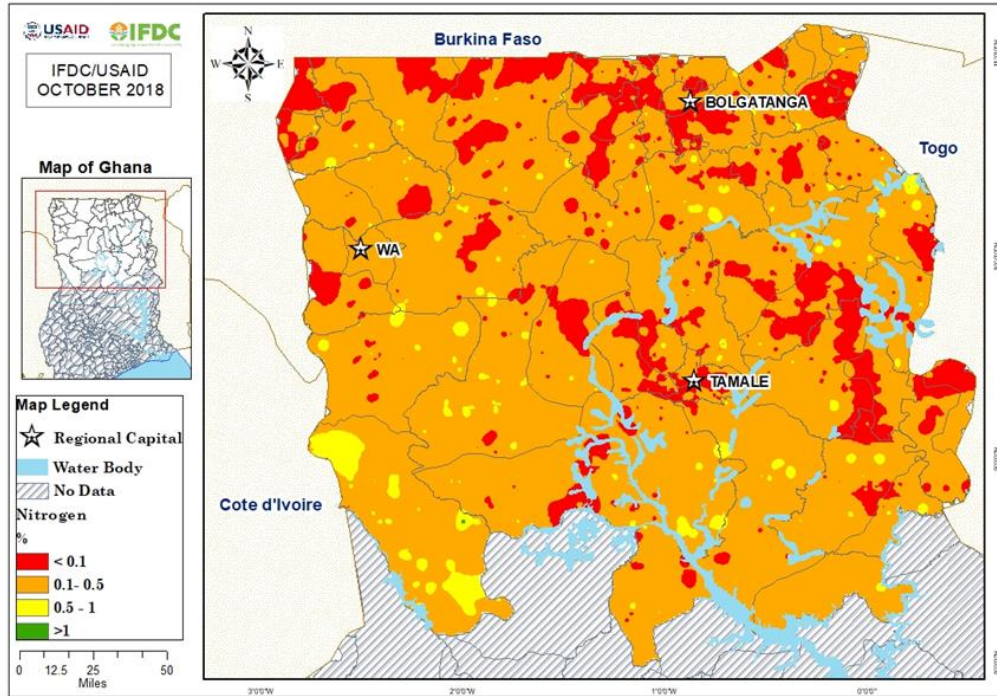 USAID
IFDC
IFDC/USAID
OCTOBER 2018
Map of Ghana
Map Legend
Regional Capital
Water Body
No Data
Nitrogen
%
< 0.1
0.1- 0.5
0.5 - 1
>1
0 12.5 25 50
Miles
N
W E
S
Burkina Faso
BOLGATANGA
Togo
WA
TAMALE
Cote d'Ivoire
3°0'0"W 2°0'0"W 1°0'0"W 0°0'0"